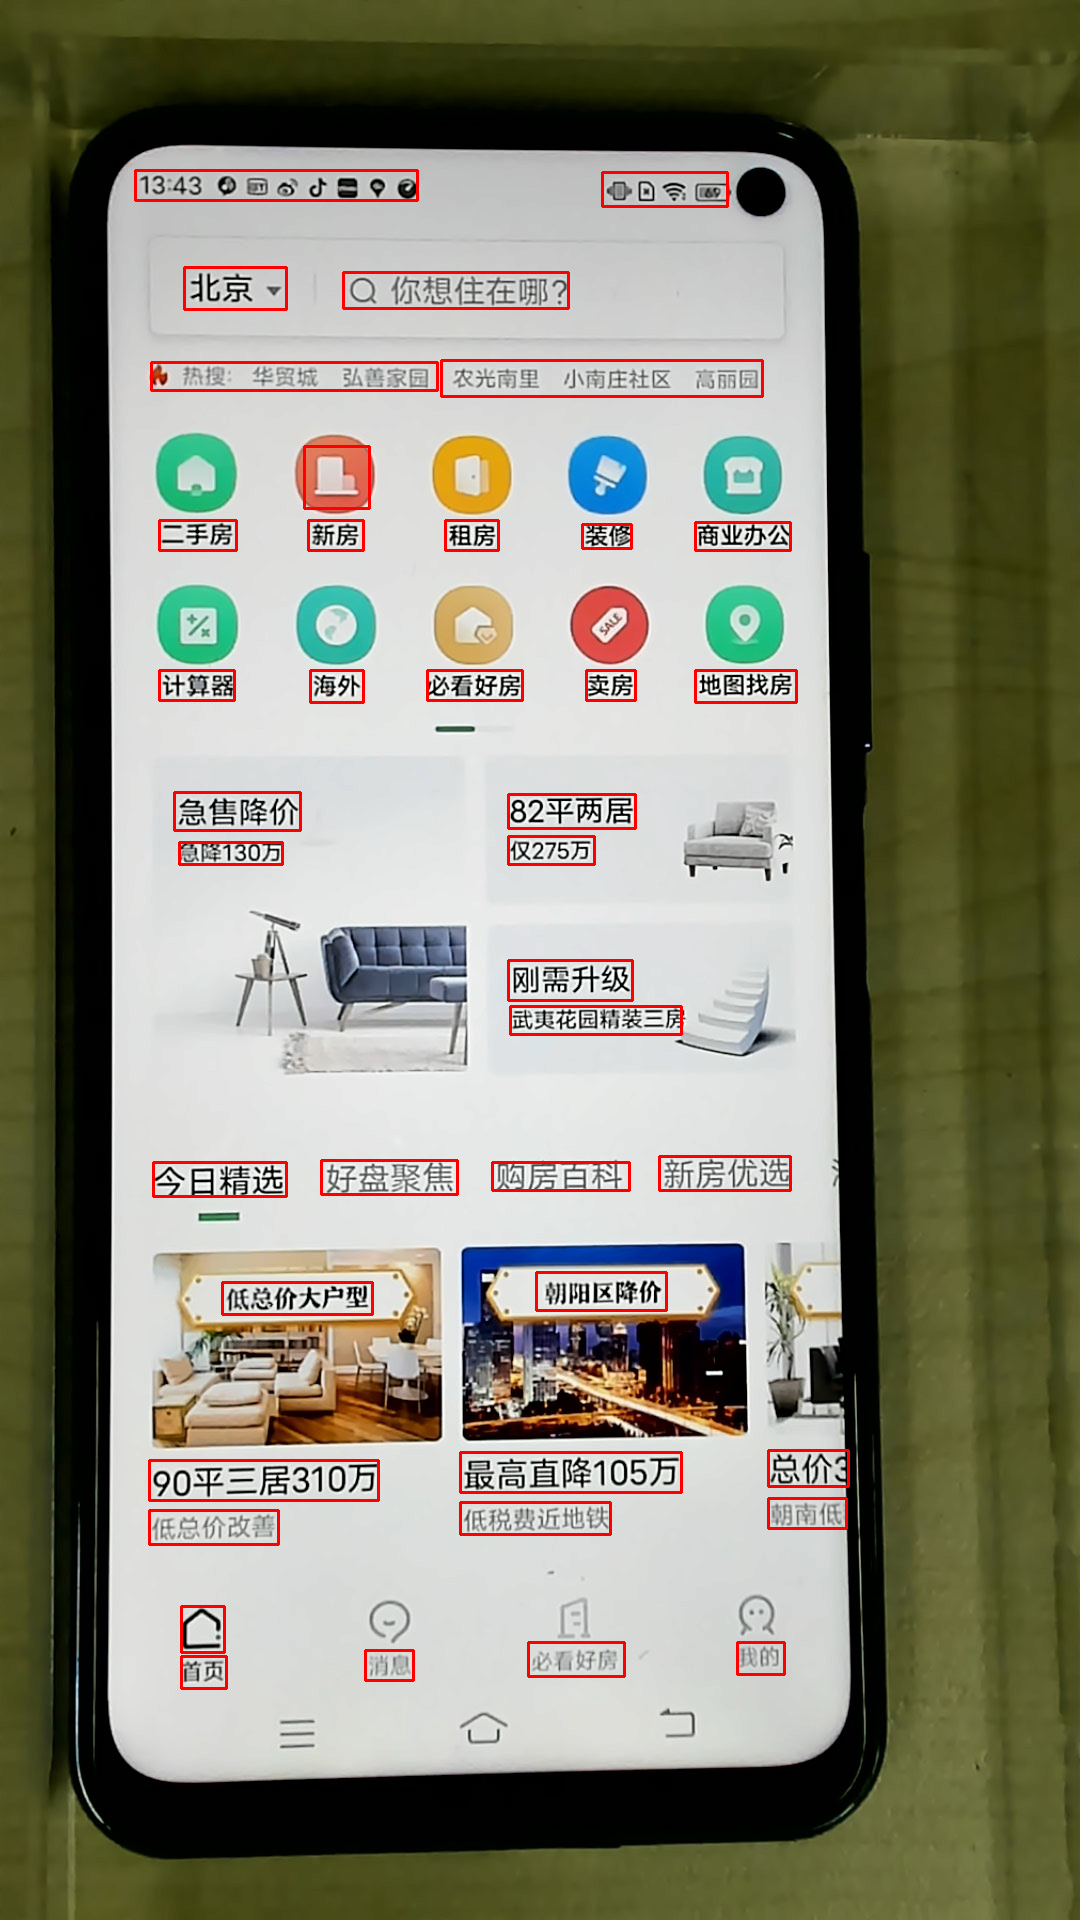 13:43
69
北京 你想住在哪?
热搜: 华贸城 弘善家园 农光南里 小南庄社区 高丽园
二手房 新房 租房 装修 商业办公
SALE
计算器 海外 必看好房 卖房 地图找房
急售降价
急降130万
82平两居
仅275万
刚需升级
武夷花园精装三房
今日精选 好盘聚焦 购房百科 新房优选
低总价大户型 朝阳区降价
90平三居310万 最高直降105万 总价3
低总价改善 低税费近地铁 朝南低
首页 消息 必看好房 我的